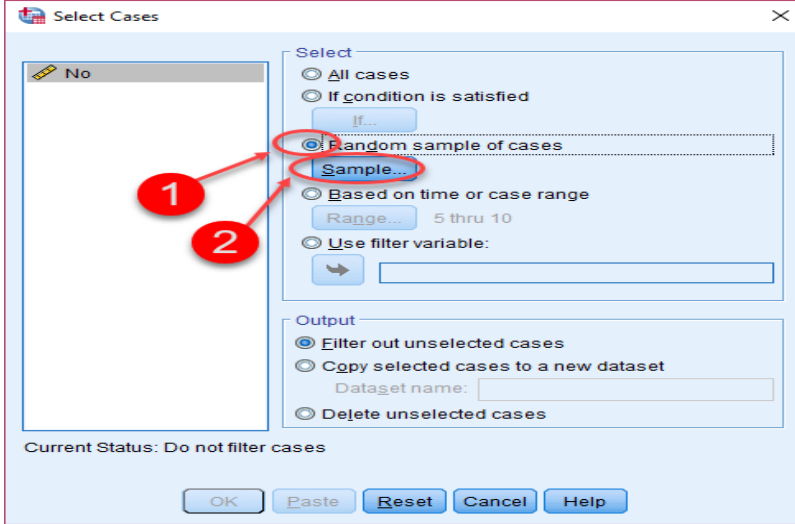 Select Cases
No
Select
All cases
If condition is satisfied
If...
Random sample of cases
Sample...
Based on time or case range
Range... 5 thru 10
Use filter variable:
1
2
Output
Filter out unselected cases
Copy selected cases to a new dataset
Dataset name:
Delete unselected cases
Current Status: Do not filter cases
OK Paste Reset Cancel Help